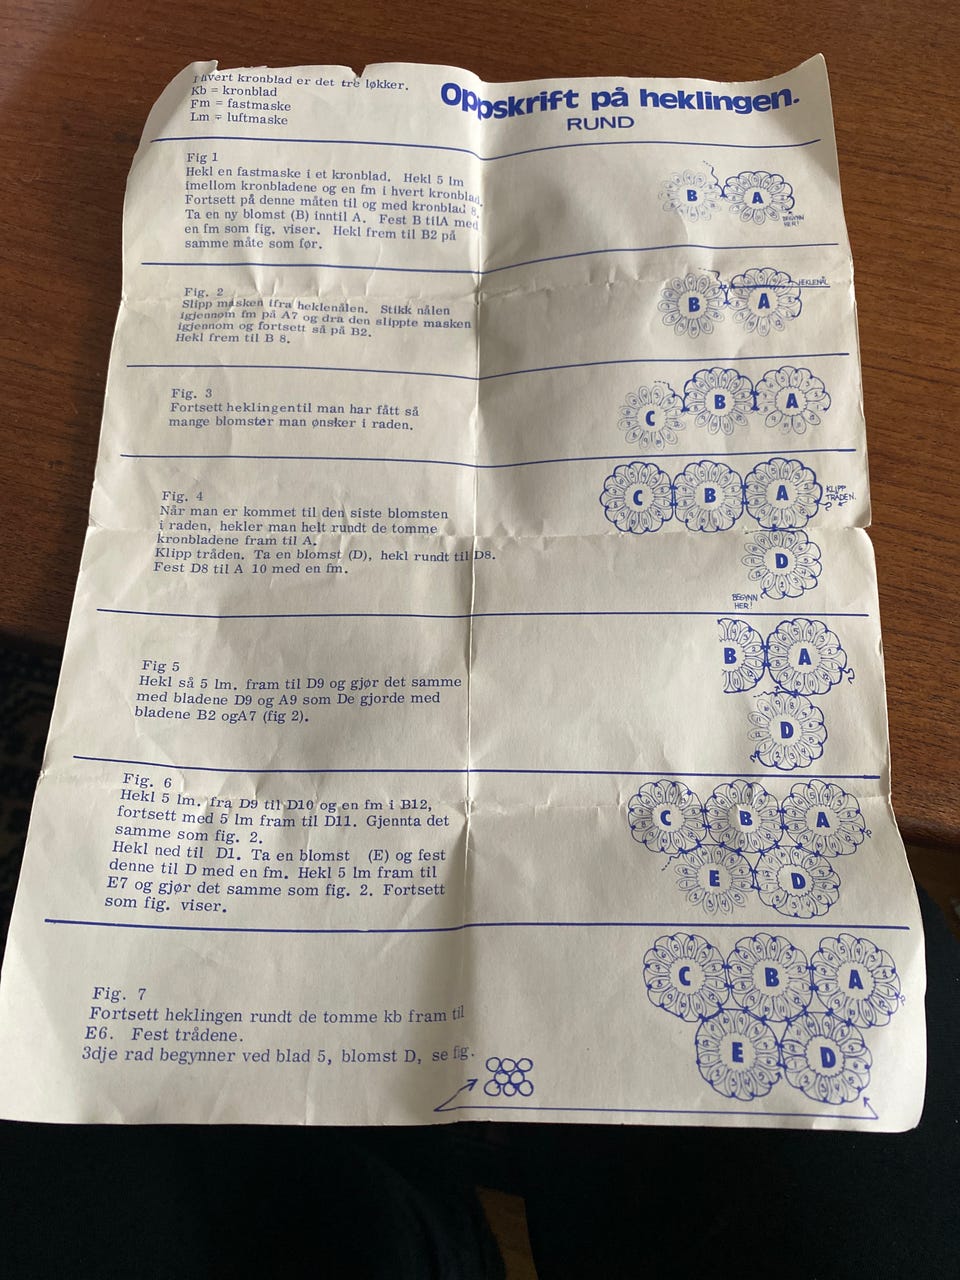 I hvert kronblad er det tre løkker.
Kb = kronblad
Fm = fastmaske
Lm = luftmaske
Oppskrift på heklingen.
RUND
Fig 1
Hekl en fastmaske i et kronblad. Hekl 5 lm
imellom kronbladene og en fm i hvert kronblad.
Fortsett på denne måten til og med kronblad 8.
Ta en ny blomst (B) inntil A. Fest B tilA med
en fm som fig. viser. Hekl frem til B2 på
samme måte som før.
B
A
BEGYNN
HER!
Fig. 2
Slipp masken ifra heklenålen. Stikk nålen
igjennom fm på A7 og dra den slippte masken
igjennom og fortsett så på B2.
Hekl frem til B 8.
B
A
HEKLENÅL
Fig. 3
Fortsett heklingentil man har fått så
mange blomster man ønsker i raden.
C
B
A
Fig. 4
Når man er kommet til den siste blomsten
i raden, hekler man helt rundt de tomme
kronbladene fram til A.
Klipp tråden. Ta en blomst (D), hekl rundt til D8.
Fest D8 til A 10 med en fm.
C
B
A
KLIPP
TRÅDEN.
D
BEGYNN
HER!
Fig 5
Hekl så 5 lm. fram til D9 og gjør det samme
med bladene D9 og A9 som De gjorde med
bladene B2 ogA7 (fig 2).
B
A
D
Fig. 6
Hekl 5 lm. fra D9 til D10 og en fm i B12,
fortsett med 5 lm fram til D11. Gjennta det
samme som fig. 2.
Hekl ned til D1. Ta en blomst (E) og fest
denne til D med en fm. Hekl 5 lm fram til
E7 og gjør det samme som fig. 2. Fortsett
som fig. viser.
C
B
A
E
D
Fig. 7
Fortsett heklingen rundt de tomme kb fram til
E6. Fest trådene.
3dje rad begynner ved blad 5, blomst D, se fig.
C
B
A
E
D